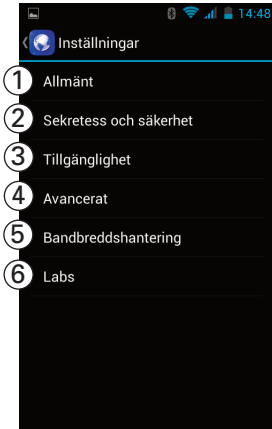 14:48
Inställningar
1 Allmänt
2 Sekretess och säkerhet
3 Tillgänglighet
4 Avancerat
5 Bandbreddshantering
6 Labs